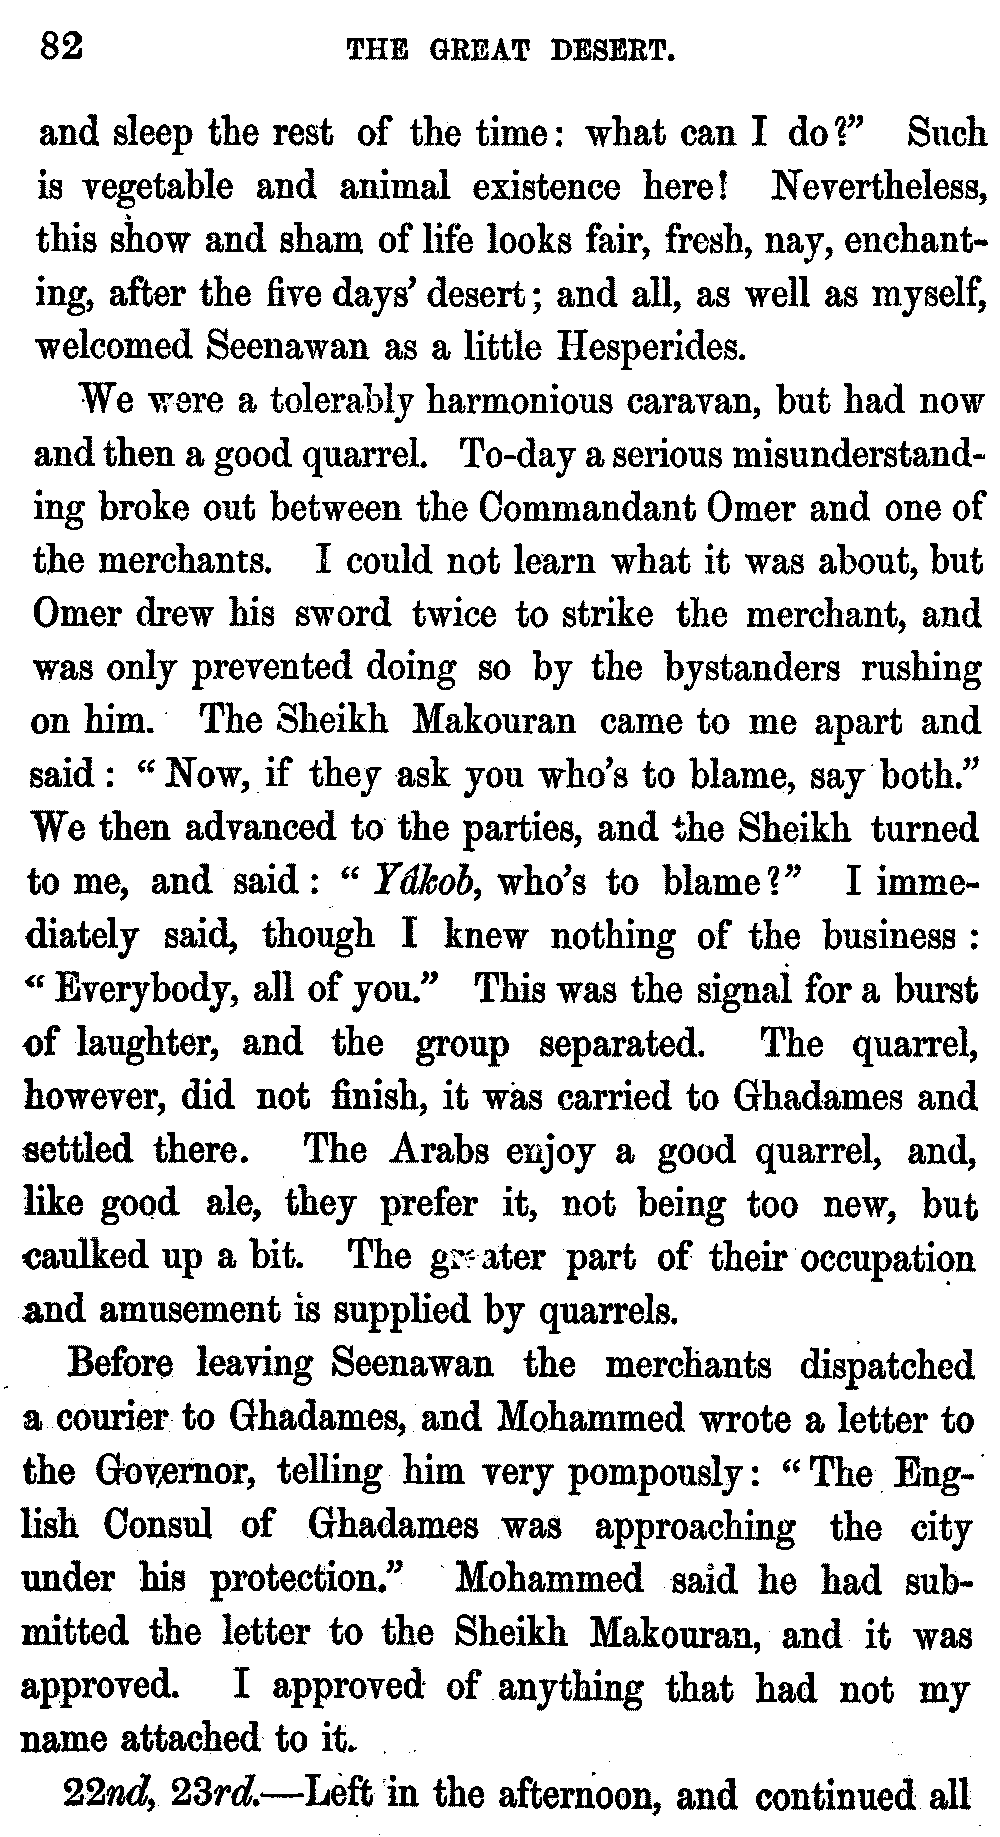 82 THE GREAT DESERT.
and sleep the rest of the time: what can I do?” Such
is vegetable and animal existence here! Nevertheless,
this show and sham of life looks fair, fresh, nay, enchant-
ing, after the five days’ desert; and all, as well as myself,
welcomed Seenawan as a little Hesperides.
We were a tolerably harmonious caravan, but had now
and then a good quarrel. To-day a serious misunderstand-
ing broke out between the Commandant Omer and one of
the merchants. I could not learn what it was about, but
Omer drew his sword twice to strike the merchant, and
was only prevented doing so by the bystanders rushing
on him. The Sheikh Makouran came to me apart and
said: “Now, if they ask you who’s to blame, say both.”
We then advanced to the parties, and the Sheikh turned
to me, and said: “Yâkob, who’s to blame?” I imme-
diately said, though I knew nothing of the business:
“Everybody, all of you.” This was the signal for a burst
of laughter, and the group separated. The quarrel,
however, did not finish, it was carried to Ghadames and
settled there. The Arabs enjoy a good quarrel, and,
like good ale, they prefer it, not being too new, but
caulked up a bit. The greater part of their occupation
and amusement is supplied by quarrels.
Before leaving Seenawan the merchants dispatched
a courier to Ghadames, and Mohammed wrote a letter to
the Governor, telling him very pompously: “The Eng-
lish Consul of Ghadames was approaching the city
under his protection.” Mohammed said he had sub-
mitted the letter to the Sheikh Makouran, and it was
approved. I approved of anything that had not my
name attached to it.
22nd, 23rd.—Left in the afternoon, and continued all